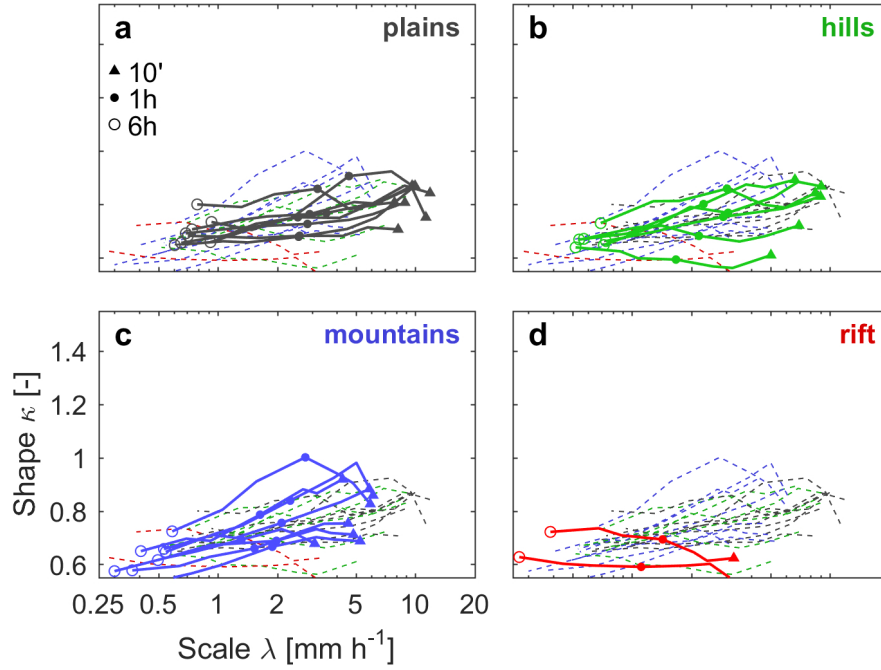 a plains
10'
1h
6h
b hills
c mountains
d rift
1.4
1.2
1
0.8
0.6
Shape κ [-]
0.25 0.5 1 2 5 10 20
Scale λ [mm h⁻¹]